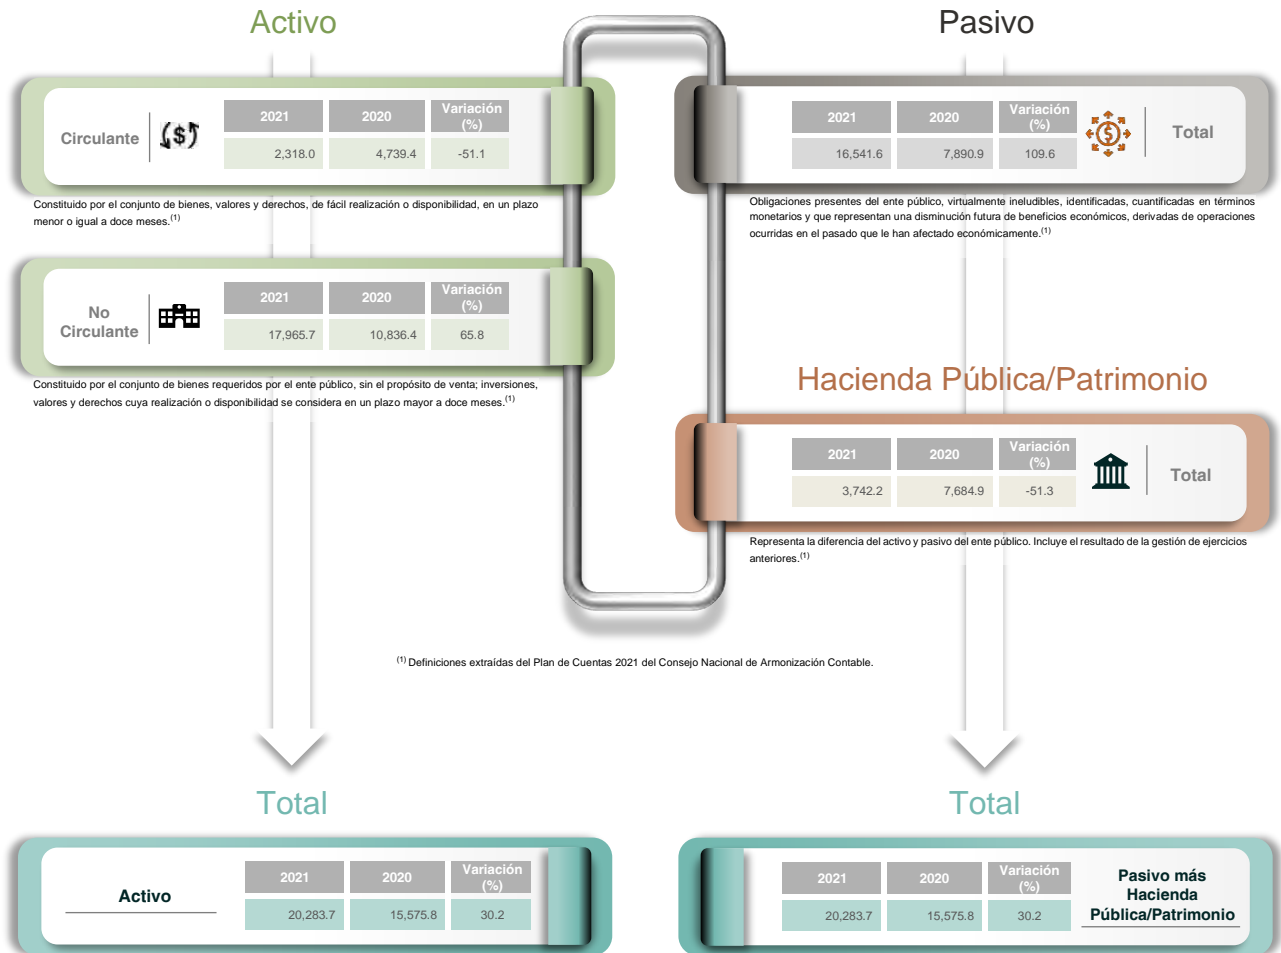 Activo
Circulante
2021 2020 Variación
(%)
2,318.0 4,739.4 -51.1
Constituido por el conjunto de bienes, valores y derechos, de fácil realización o disponibilidad, en un plazo
menor o igual a doce meses.(1)
No
Circulante
2021 2020 Variación
(%)
17,965.7 10,836.4 65.8
Constituido por el conjunto de bienes requeridos por el ente público, sin el propósito de venta; inversiones,
valores y derechos cuya realización o disponibilidad se considera en un plazo mayor a doce meses.(1)
Pasivo
2021 2020 Variación
(%)
16,541.6 7,890.9 109.6
Total
Obligaciones presentes del ente público, virtualmente ineludibles, identificadas, cuantificadas en términos
monetarios y que representan una disminución futura de beneficios económicos, derivadas de operaciones
ocurridas en el pasado que le han afectado económicamente.(1)
Hacienda Pública/Patrimonio
2021 2020 Variación
(%)
3,742.2 7,684.9 -51.3
Total
Representa la diferencia del activo y pasivo del ente público. Incluye el resultado de la gestión de ejercicios
anteriores.(1)
(1) Definiciones extraídas del Plan de Cuentas 2021 del Consejo Nacional de Armonización Contable.
Total
Activo
2021 2020 Variación
(%)
20,283.7 15,575.8 30.2
Total
2021 2020 Variación
(%)
20,283.7 15,575.8 30.2
Pasivo más
Hacienda
Pública/Patrimonio